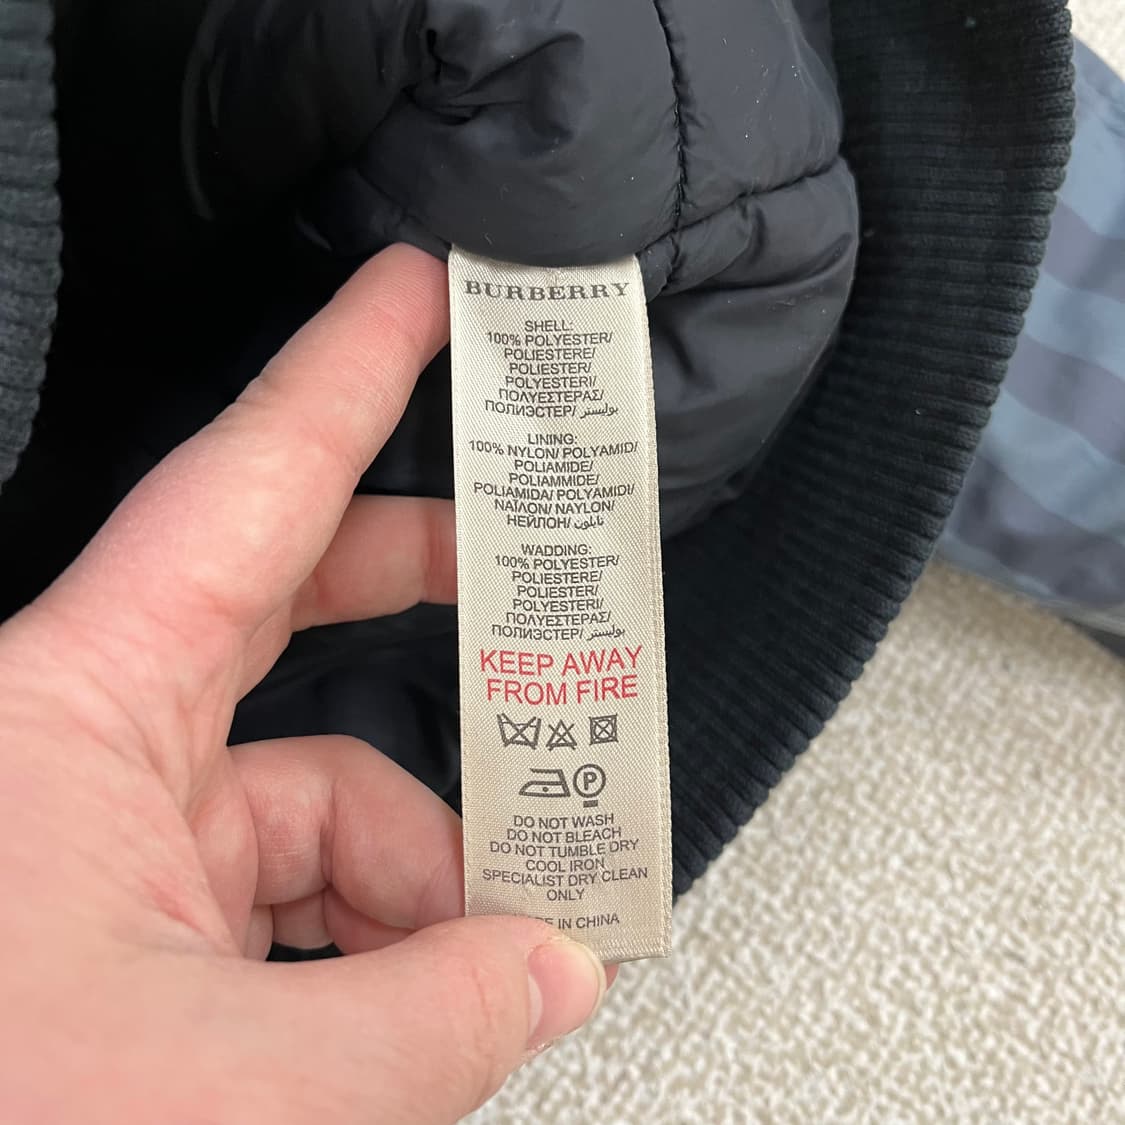 BURBERRY
SHELL:
100% POLYESTER/
POLIESTERE/
POLIESTER/
POLYESTERI/
ΠΟΛΥΕΣΤΕΡΑΣ/
ПОЛИЭСТЕР/ بوليستر
LINING:
100% NYLON/ POLYAMID/
POLIAMIDE/
POLIAMMIDE/
POLIAMIDA/ POLYAMIDI/
ΝΑΪΛΟΝ/ NAYLON/
НЕЙЛОН/ نايلون
WADDING:
100% POLYESTER/
POLIESTERE/
POLIESTER/
POLYESTERI/
ΠΟΛΥΕΣΤΕΡΑΣ/
ПОЛИЭСТЕР/ بوليستر
KEEP AWAY
FROM FIRE
P
DO NOT WASH
DO NOT BLEACH
DO NOT TUMBLE DRY
COOL IRON
SPECIALIST DRY CLEAN
ONLY
IN CHINA